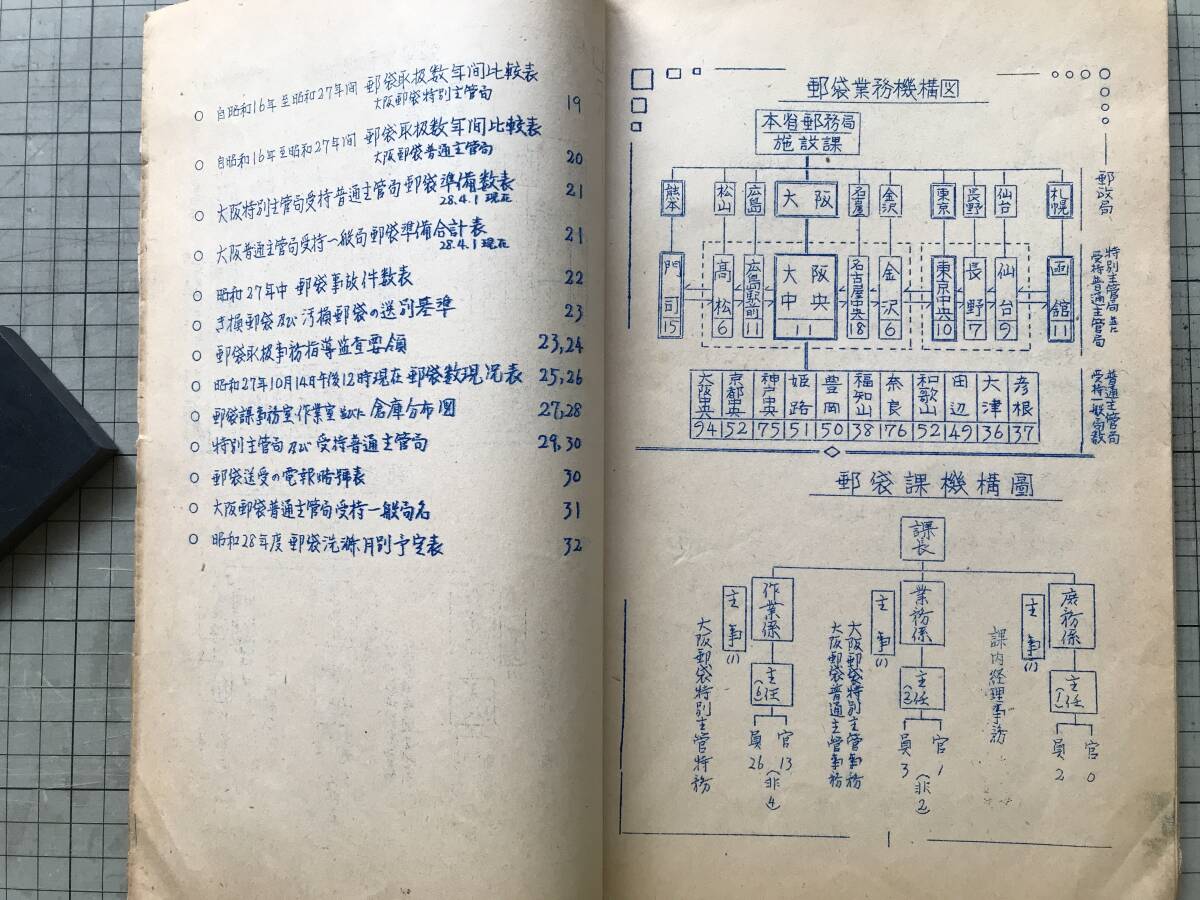 ○ 自昭和16年至昭和27年间 郵袋取扱数年间比較表
大阪郵袋特別主管局 19
○ 自昭和16年至昭和27年间 郵袋取扱数年间比較表
大阪郵袋普通主管局 20
○ 大阪特別主管局受持普通主管局郵袋準備数表 21
28.4.1現在
○ 大阪普通主管局受持一般局郵袋準備合計表 21
28.4.1現在
○ 昭和27年中 郵袋事故件数表 22
○ き損郵袋及び汚損郵袋の送別基準 23
○ 郵袋取扱事務指導監査要領 23,24
○ 昭和27年10月14日午後12時現在 郵袋数現况表 25,26
○ 郵袋課事務室作業室並びに倉庫分布図 27,28
○ 特別主管局及び受持普通主管局 29,30
○ 郵袋送受の電報略號表 30
○ 大阪郵袋普通主管局受持一般局名 31
○ 昭和28年度 郵袋洗滌月別予定表 32
郵袋業務機構図
本省郵務局
施設課
郵政局
熊本 松山 広島 大阪 名古屋 金沢 東京 長野 仙台 札幌
特別主管局
受持普通主管局
門司15 高松6 広島駅前11 大阪中央11 名古屋中央18 金沢6 東京中央10 長野7 仙台9 函館11
普通主管局
受持一般局数
大阪中央 京都中央 神戸中央 姫路 豊岡 福知山 奈良 和歌山 田辺 大津 彦根
94 52 75 51 50 38 176 52 49 36 37
郵袋課機構圖
課長
庶務係
主事(1)
課内経理事務
主任(1)
官 0
員 2
業務係
主事(1)
大阪郵袋特別主管事務
大阪郵袋普通主管事務
主任(2)
官 1
員 3
(非2)
作業係
主事(1)
大阪郵袋特別主管特務
主任(6)
官 13
員 26
(非4)
1